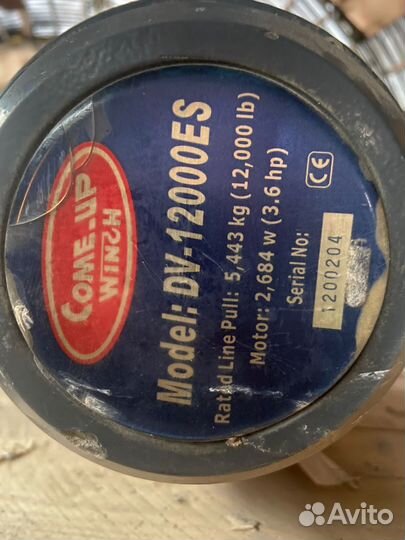 COME-UP
WINCH
Model: DV-12000ES
Rated Line Pull: 5,443 kg (12,000 lb)
Motor: 2,684 w (3.6 hp)
Serial No:
1200204
CE
Avito